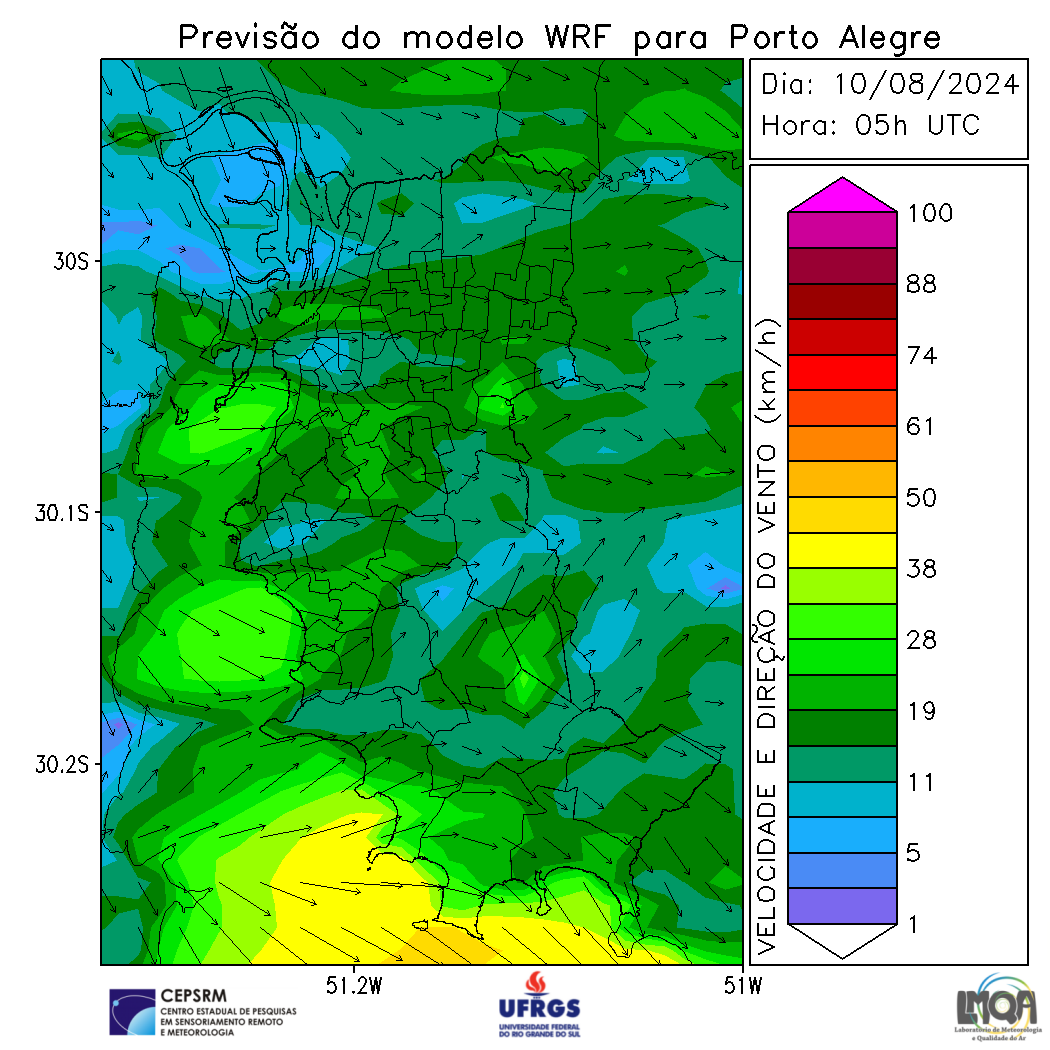 Previsão do modelo WRF para Porto Alegre
Dia: 10/08/2024
Hora: 05h UTC
30S
30.1S
30.2S
51.2W
51W
VELOCIDADE E DIREÇÃO DO VENTO (km/h)
100
88
74
61
50
38
28
19
11
5
1
CEPSRM
CENTRO ESTADUAL DE PESQUISAS
EM SENSORIAMENTO REMOTO
E METEOROLOGIA
UFRGS
UNIVERSIDADE FEDERAL
DO RIO GRANDE DO SUL
LMQA
Laboratório de Meteorologia
e Qualidade do Ar